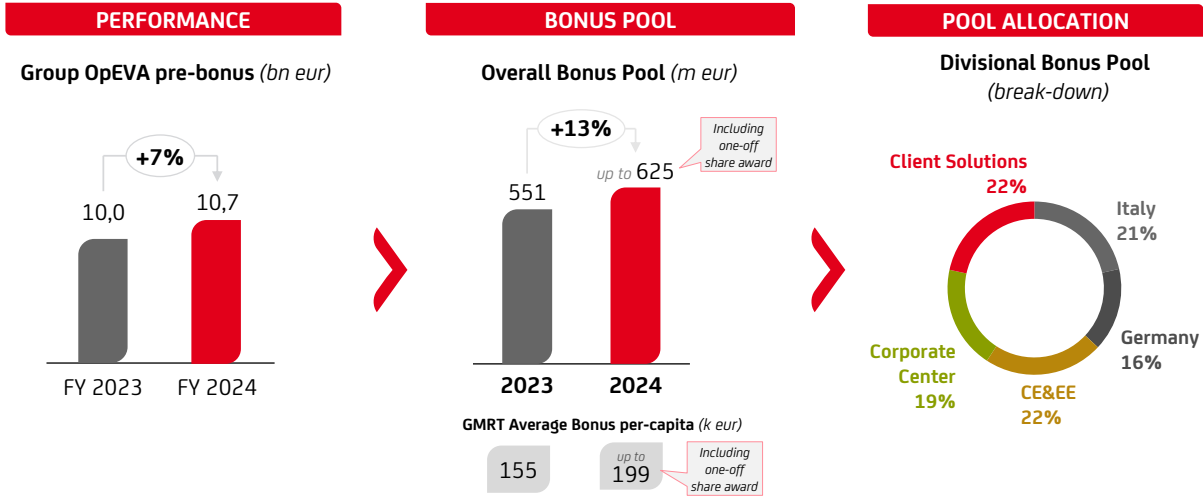 PERFORMANCE
Group OpEVA pre-bonus (bn eur)
+7%
10,0
10,7
FY 2023
FY 2024
BONUS POOL
Overall Bonus Pool (m eur)
+13%
Including
one-off
share award
551
up to 625
2023
2024
GMRT Average Bonus per-capita (k eur)
155
up to
199
Including
one-off
share award
POOL ALLOCATION
Divisional Bonus Pool
(break-down)
Client Solutions
22%
Italy
21%
Germany
16%
CE&EE
22%
Corporate
Center
19%